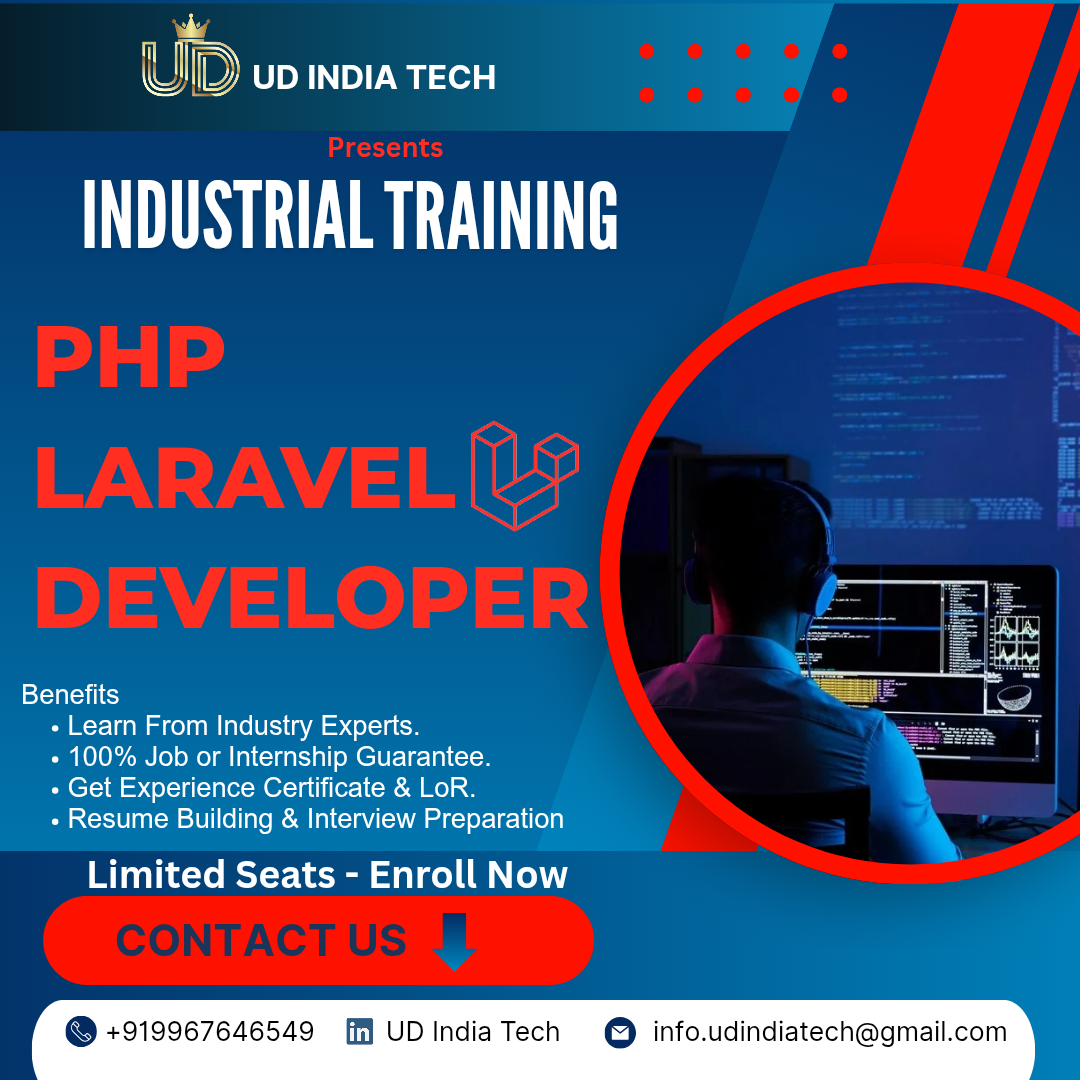 UD UD INDIA TECH
Presents
INDUSTRIAL TRAINING
PHP
LARAVEL
DEVELOPER
Benefits
• Learn From Industry Experts.
• 100% Job or Internship Guarantee.
• Get Experience Certificate & LoR.
• Resume Building & Interview Preparation
Limited Seats - Enroll Now
CONTACT US
+919967646549 in UD India Tech info.udindiatech@gmail.com